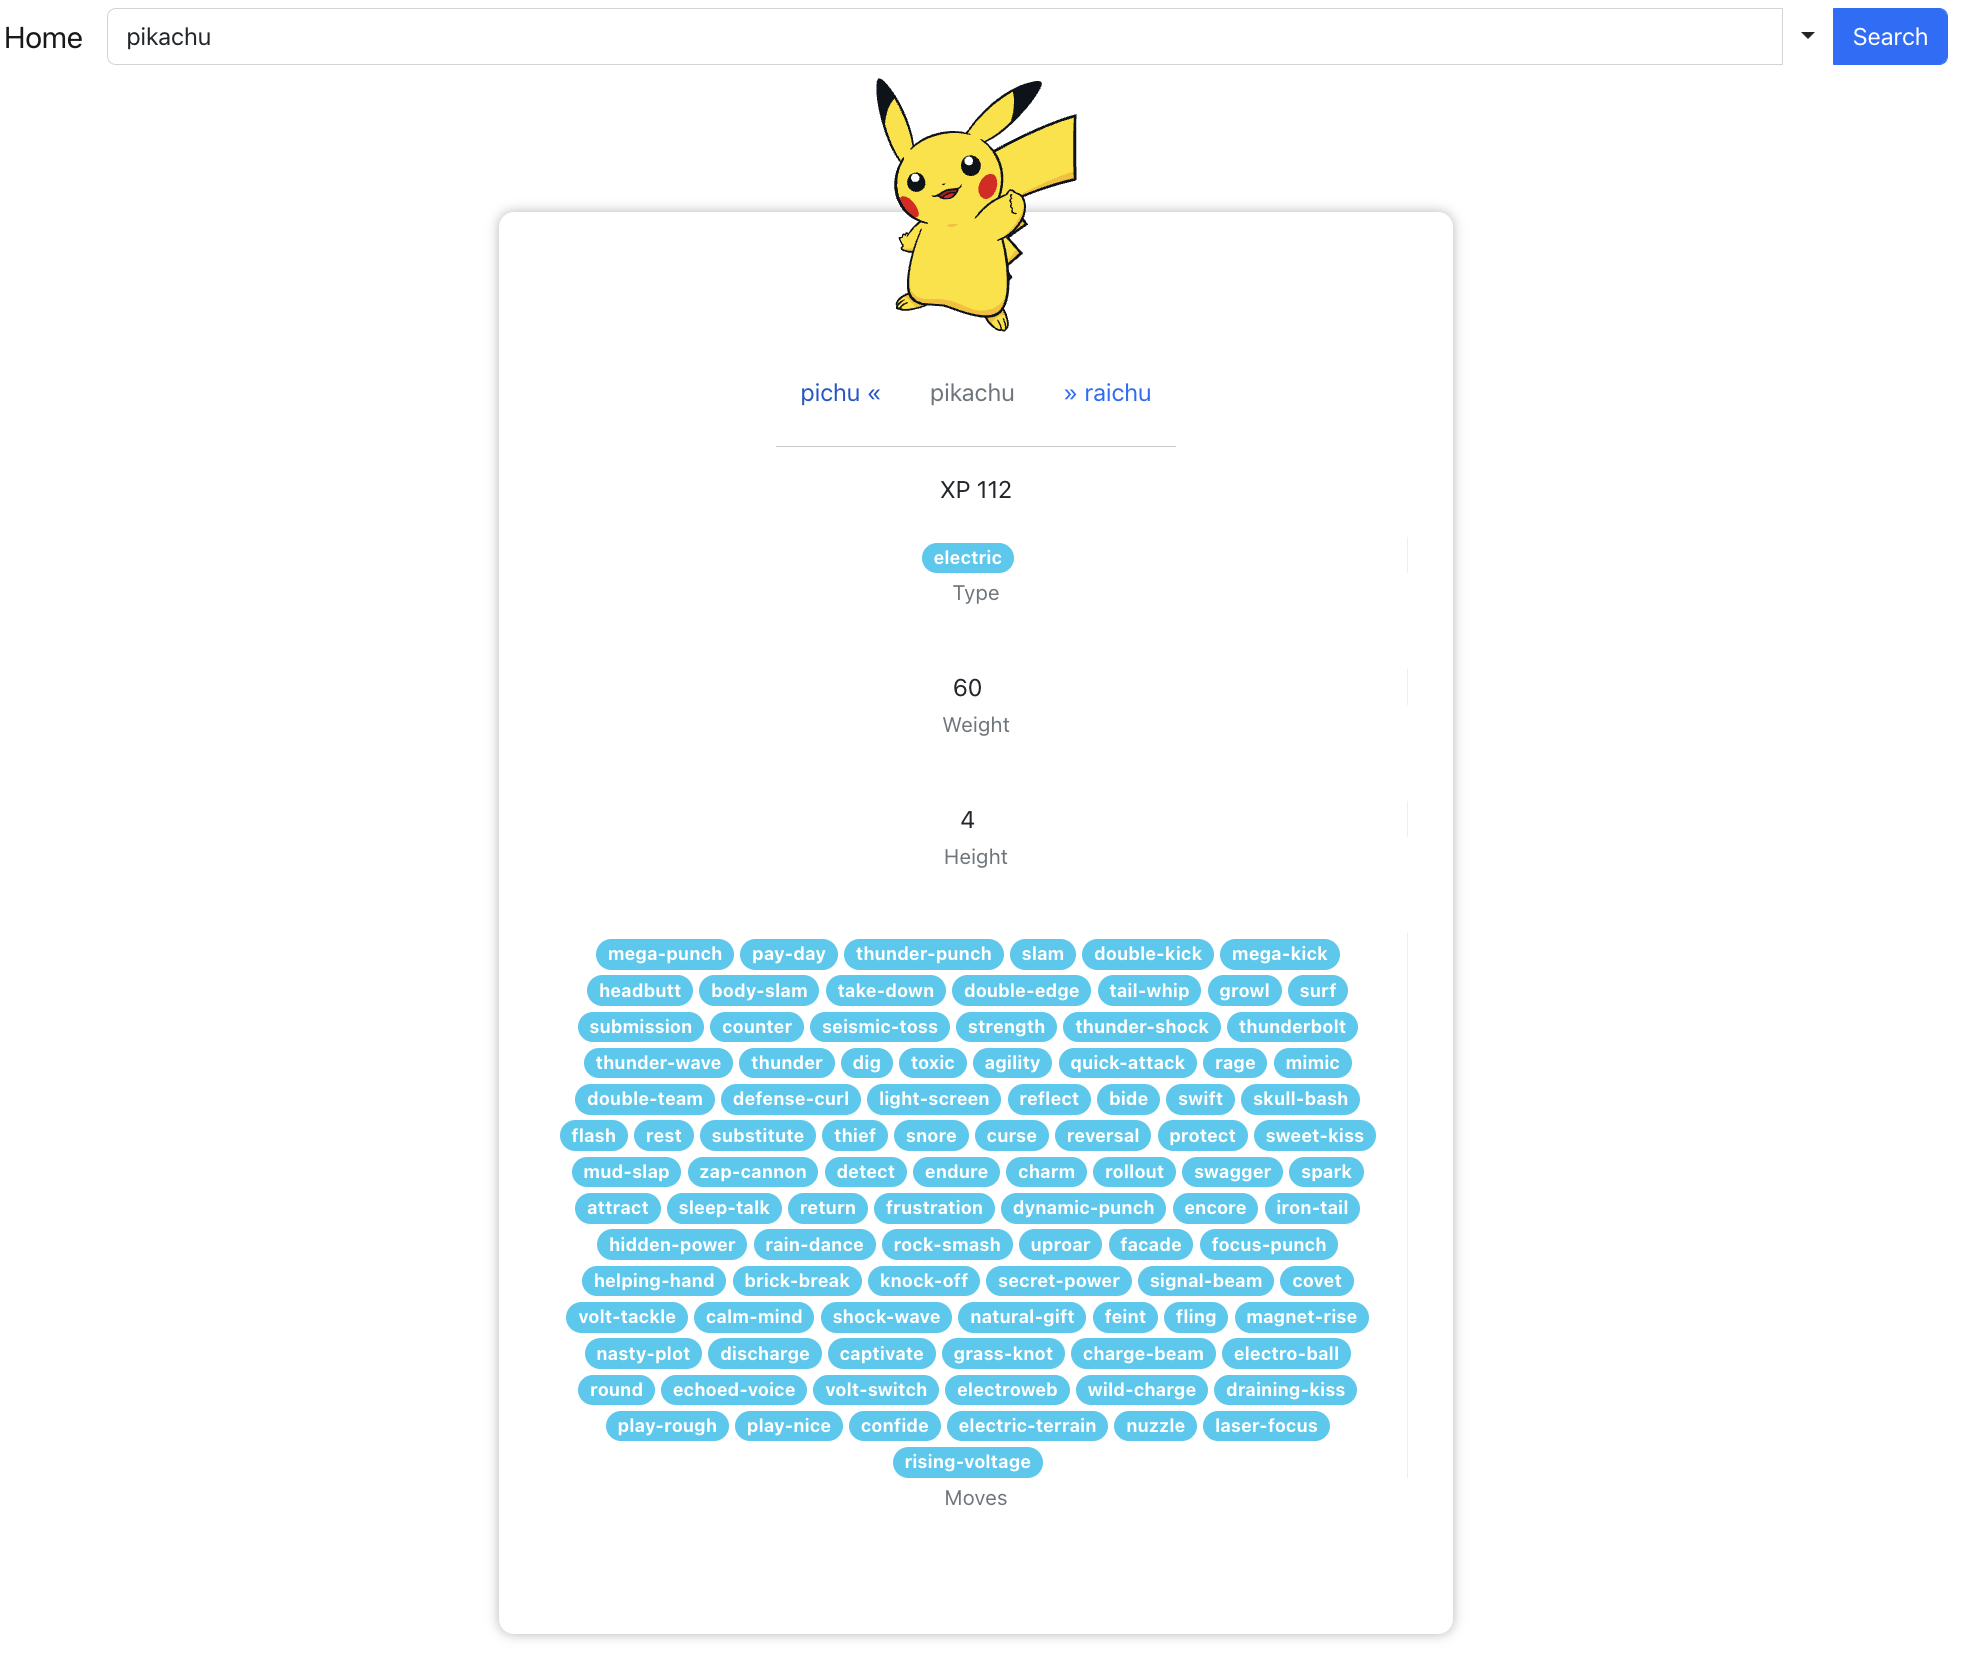 Home pikachu Search
pichu « pikachu » raichu
XP 112
electric
Type
60
Weight
4
Height
mega-punch pay-day thunder-punch slam double-kick mega-kick
headbutt body-slam take-down double-edge tail-whip growl surf
submission counter seismic-toss strength thunder-shock thunderbolt
thunder-wave thunder dig toxic agility quick-attack rage mimic
double-team defense-curl light-screen reflect bide swift skull-bash
flash rest substitute thief snore curse reversal protect sweet-kiss
mud-slap zap-cannon detect endure charm rollout swagger spark
attract sleep-talk return frustration dynamic-punch encore iron-tail
hidden-power rain-dance rock-smash uproar facade focus-punch
helping-hand brick-break knock-off secret-power signal-beam covet
volt-tackle calm-mind shock-wave natural-gift feint fling magnet-rise
nasty-plot discharge captivate grass-knot charge-beam electro-ball
round echoed-voice volt-switch electroweb wild-charge draining-kiss
play-rough play-nice confide electric-terrain nuzzle laser-focus
rising-voltage
Moves